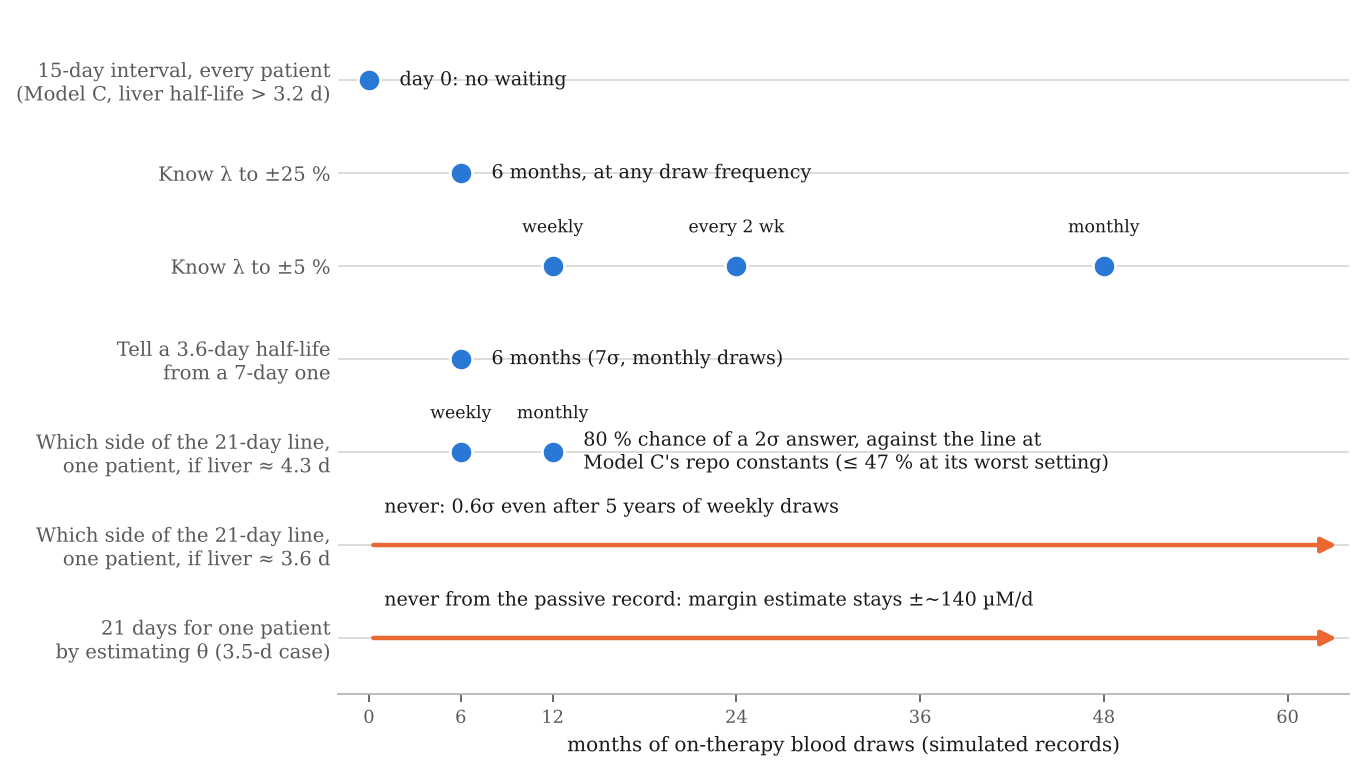 15-day interval, every patient
(Model C, liver half-life > 3.2 d)
day 0: no waiting
Know λ to ±25 %
6 months, at any draw frequency
weekly
every 2 wk
monthly
Know λ to ±5 %
Tell a 3.6-day half-life
from a 7-day one
6 months (7σ, monthly draws)
weekly
monthly
Which side of the 21-day line,
one patient, if liver ≈ 4.3 d
80 % chance of a 2σ answer, against the line at
Model C's repo constants (≤ 47 % at its worst setting)
never: 0.6σ even after 5 years of weekly draws
Which side of the 21-day line,
one patient, if liver ≈ 3.6 d
never from the passive record: margin estimate stays ±~140 µM/d
21 days for one patient
by estimating θ (3.5-d case)
0 6 12 24 36 48 60
months of on-therapy blood draws (simulated records)